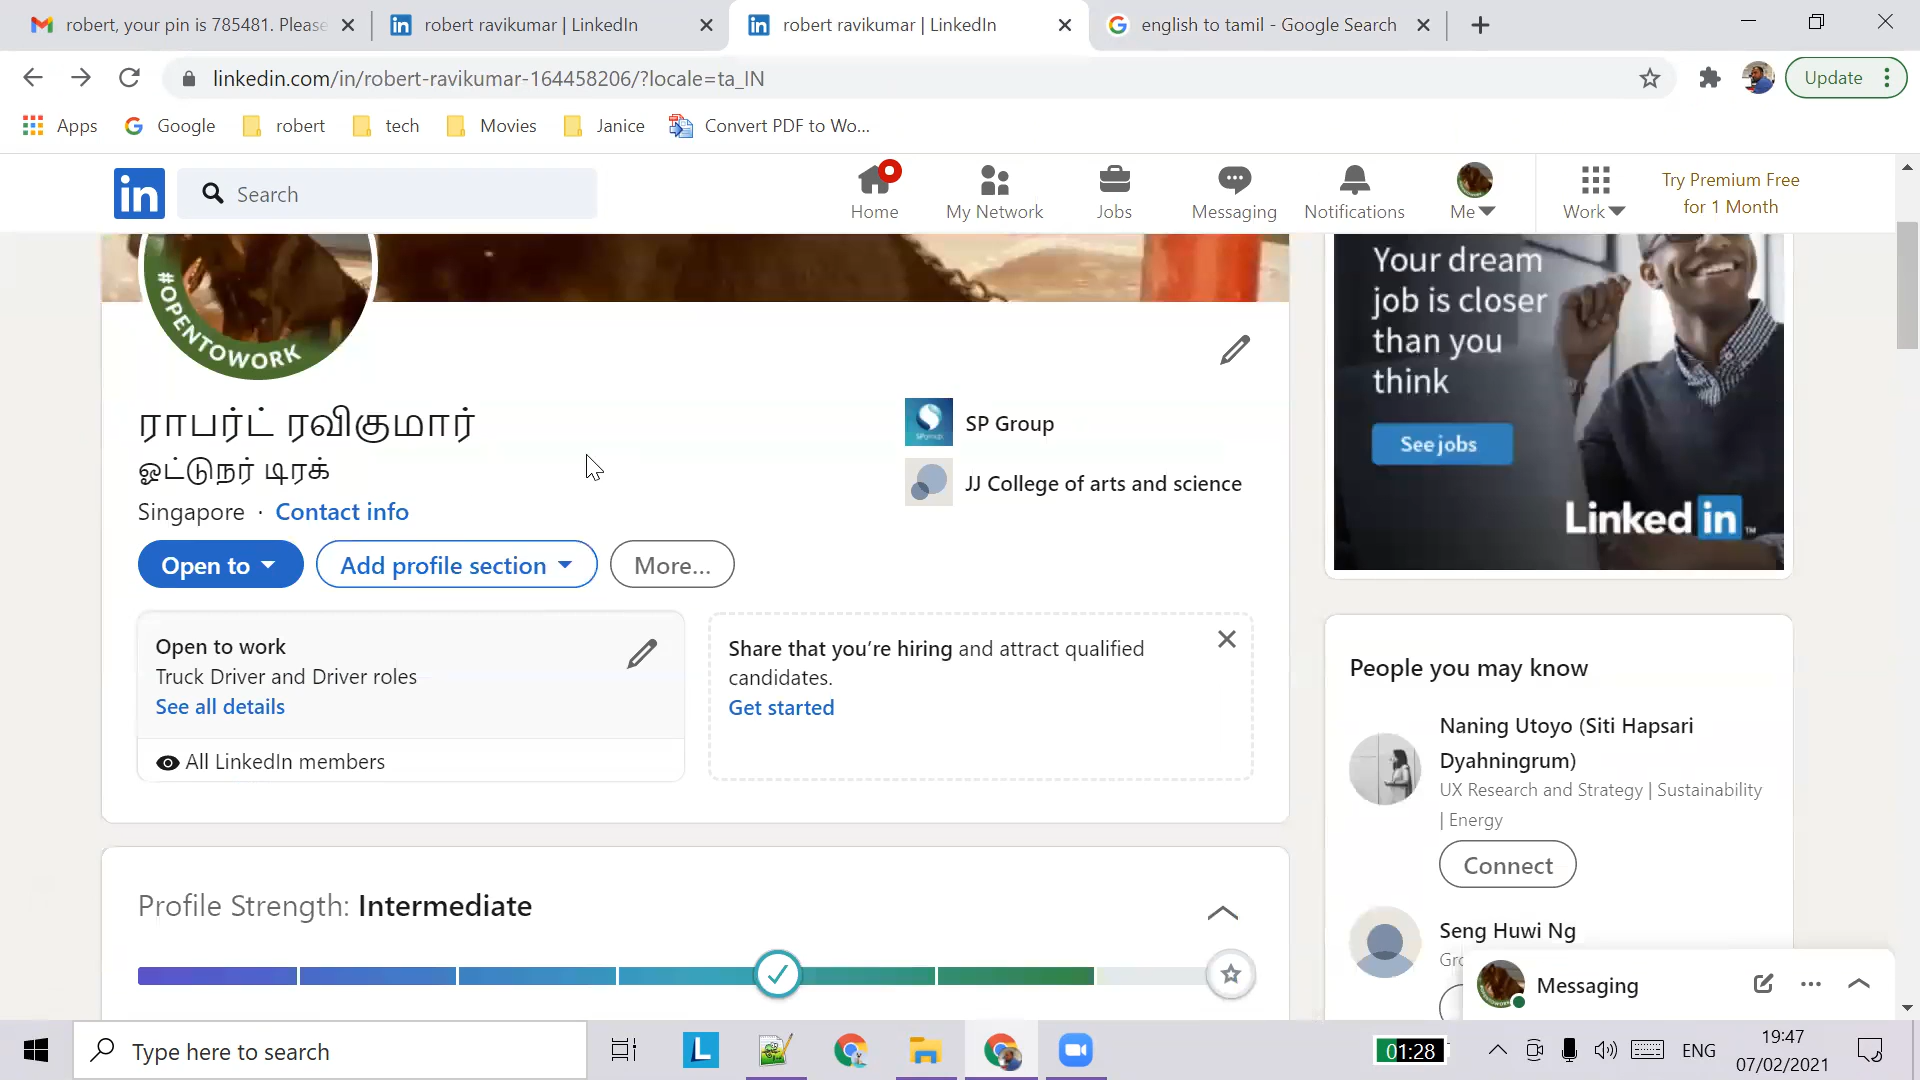 robert, your pin is 785481. Please
robert ravikumar | LinkedIn
robert ravikumar | LinkedIn
english to tamil - Google Search
linkedin.com/in/robert-ravikumar-164458206/?locale=ta_IN
Update
Apps
Google
robert
tech
Movies
Janice
Convert PDF to Wo...
in
Search
Home
My Network
Jobs
Messaging
Notifications
Me
Work
Try Premium Free
for 1 Month
#OPENTOWORK
ராபர்ட் ரவிகுமார்
ஓட்டுநர் டிரக்
Singapore · Contact info
SP Group
JJ College of arts and science
Open to
Add profile section
More...
Open to work
Truck Driver and Driver roles
See all details
All LinkedIn members
Share that you're hiring and attract qualified
candidates.
Get started
Profile Strength: Intermediate
Your dream
job is closer
than you
think
See jobs
Linked in
People you may know
Naning Utoyo (Siti Hapsari
Dyahningrum)
UX Research and Strategy | Sustainability
| Energy
Connect
Seng Huwi Ng
Messaging
Type here to search
01:28
ENG
19:47
07/02/2021